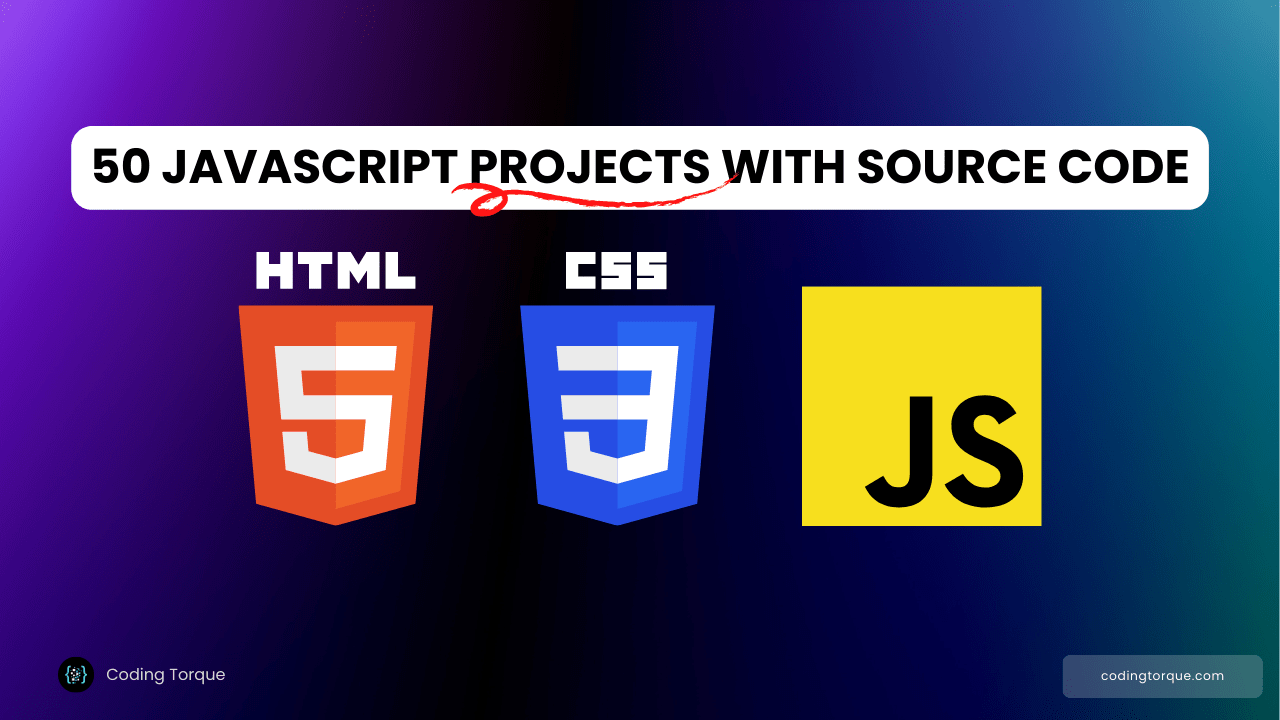 50 JAVASCRIPT PROJECTS WITH SOURCE CODE
HTML CSS
5 3 JS
Coding Torque
codingtorque.com